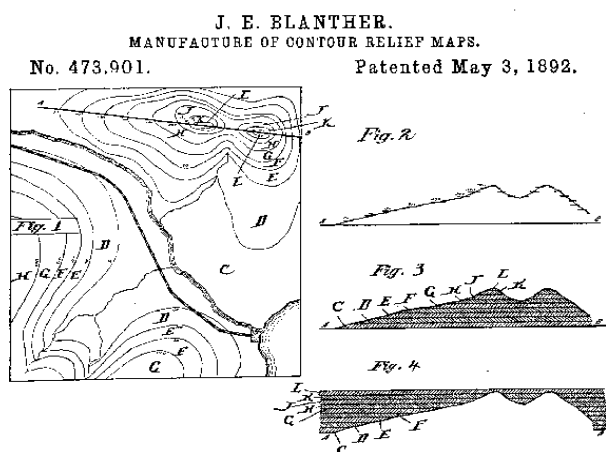 J. E. BLANTHER.
MANUFACTURE OF CONTOUR RELIEF MAPS.
No. 473,901.
Patented May 3, 1892.
Fig. 1
A
J
L
J
K
K
H
B
H
G
F
L
E
D
C
H
G
F
E
D
D
E
F
G
Fig. 2
Fig. 3
C
D
E
F
G
H
J
L
K
Fig. 4
L
K
J
H
G
C
D
E
F